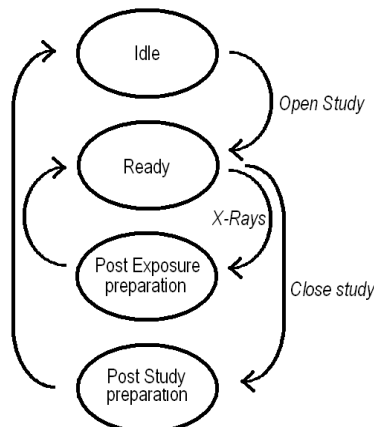 Idle
Open Study
Ready
X-Rays
Post Exposure
preparation
Close study
Post Study
preparation